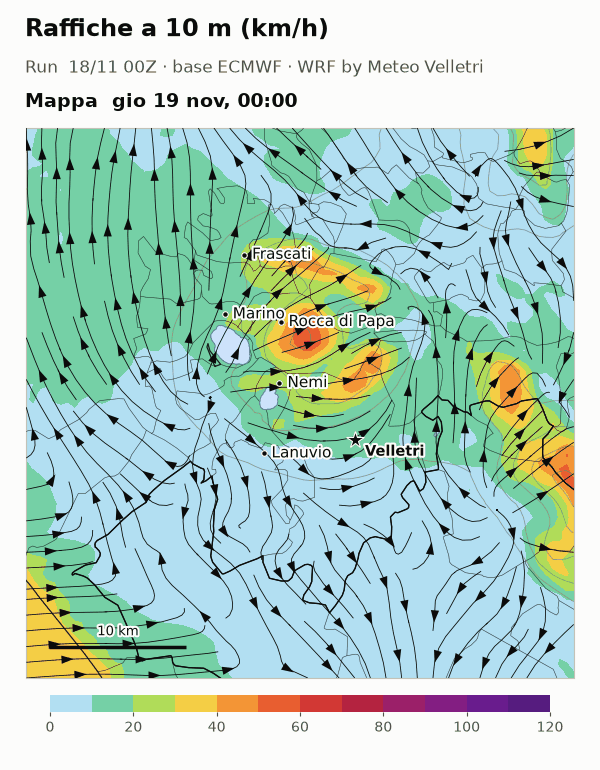 Raffiche a 10 m (km/h)
Run  18/11 00Z · base ECMWF · WRF by Meteo Velletri
Mappa  gio 19 nov, 00:00
Frascati
Marino
Rocca di Papa
Nemi
Velletri
Lanuvio
10 km
0 20 40 60 80 100 120